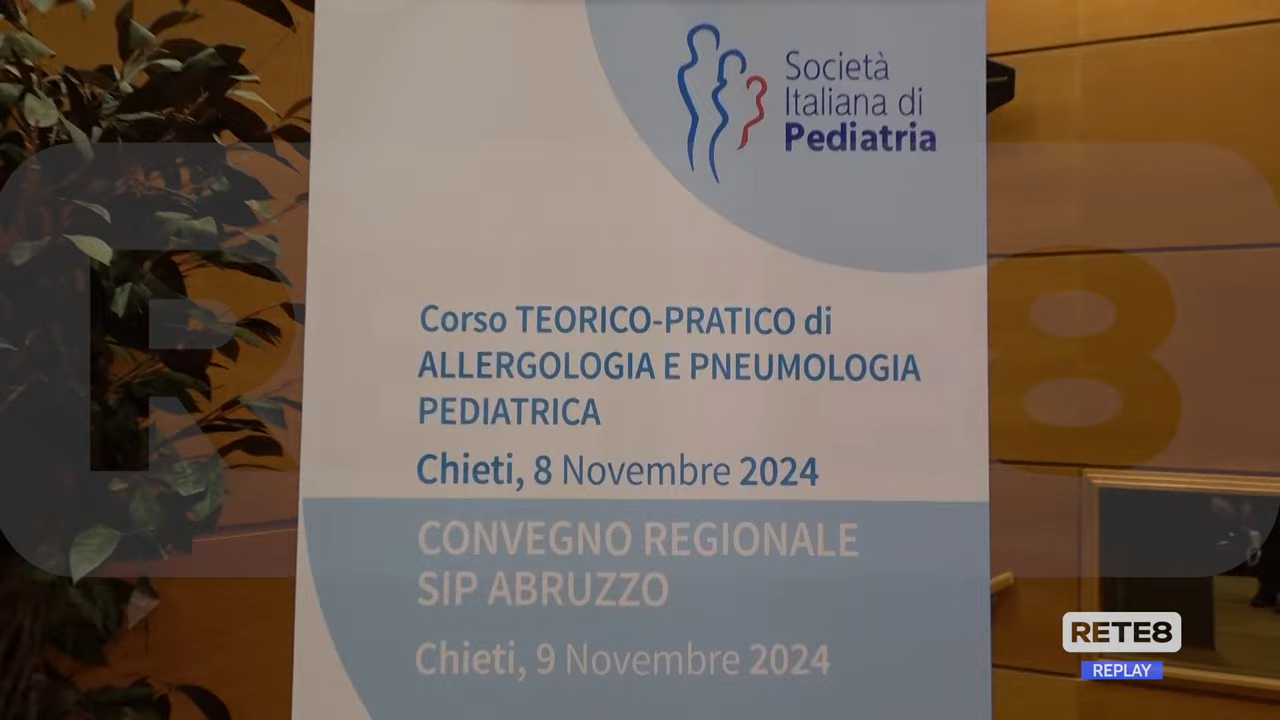 Società
Italiana di
Pediatria
Corso TEORICO-PRATICO di
ALLERGOLOGIA E PNEUMOLOGIA
PEDIATRICA
Chieti, 8 Novembre 2024
CONVEGNO REGIONALE
SIP ABRUZZO
Chieti, 9 Novembre 2024
R 8
RETE8
REPLAY